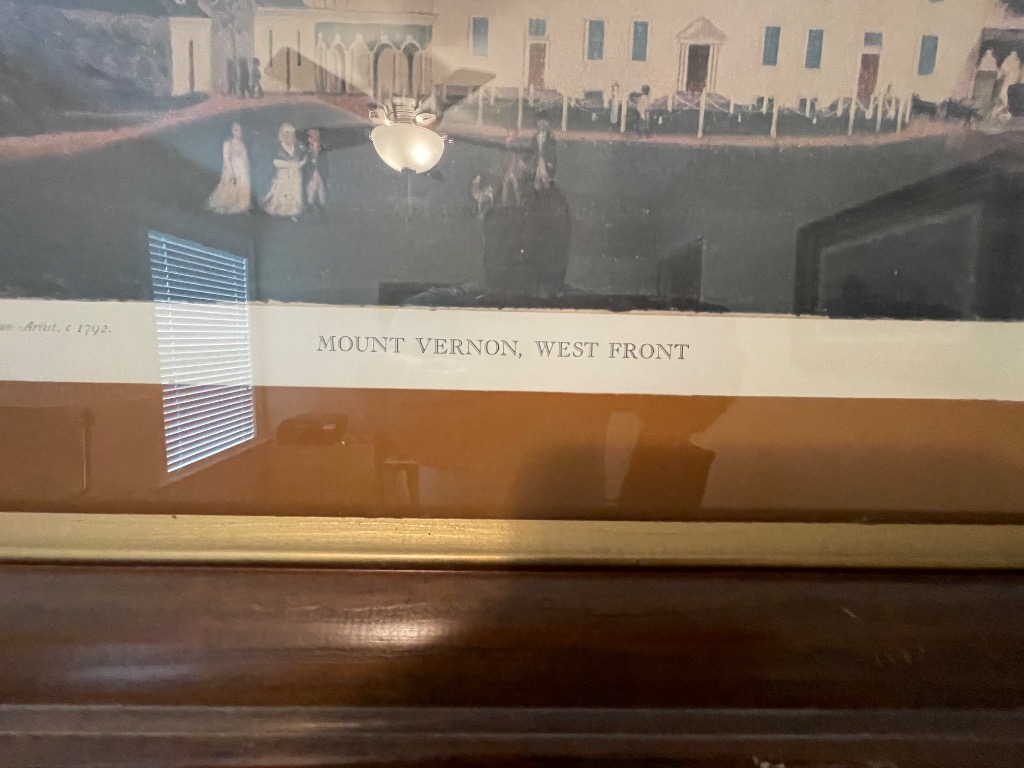 Artist, c 1792.
MOUNT VERNON, WEST FRONT